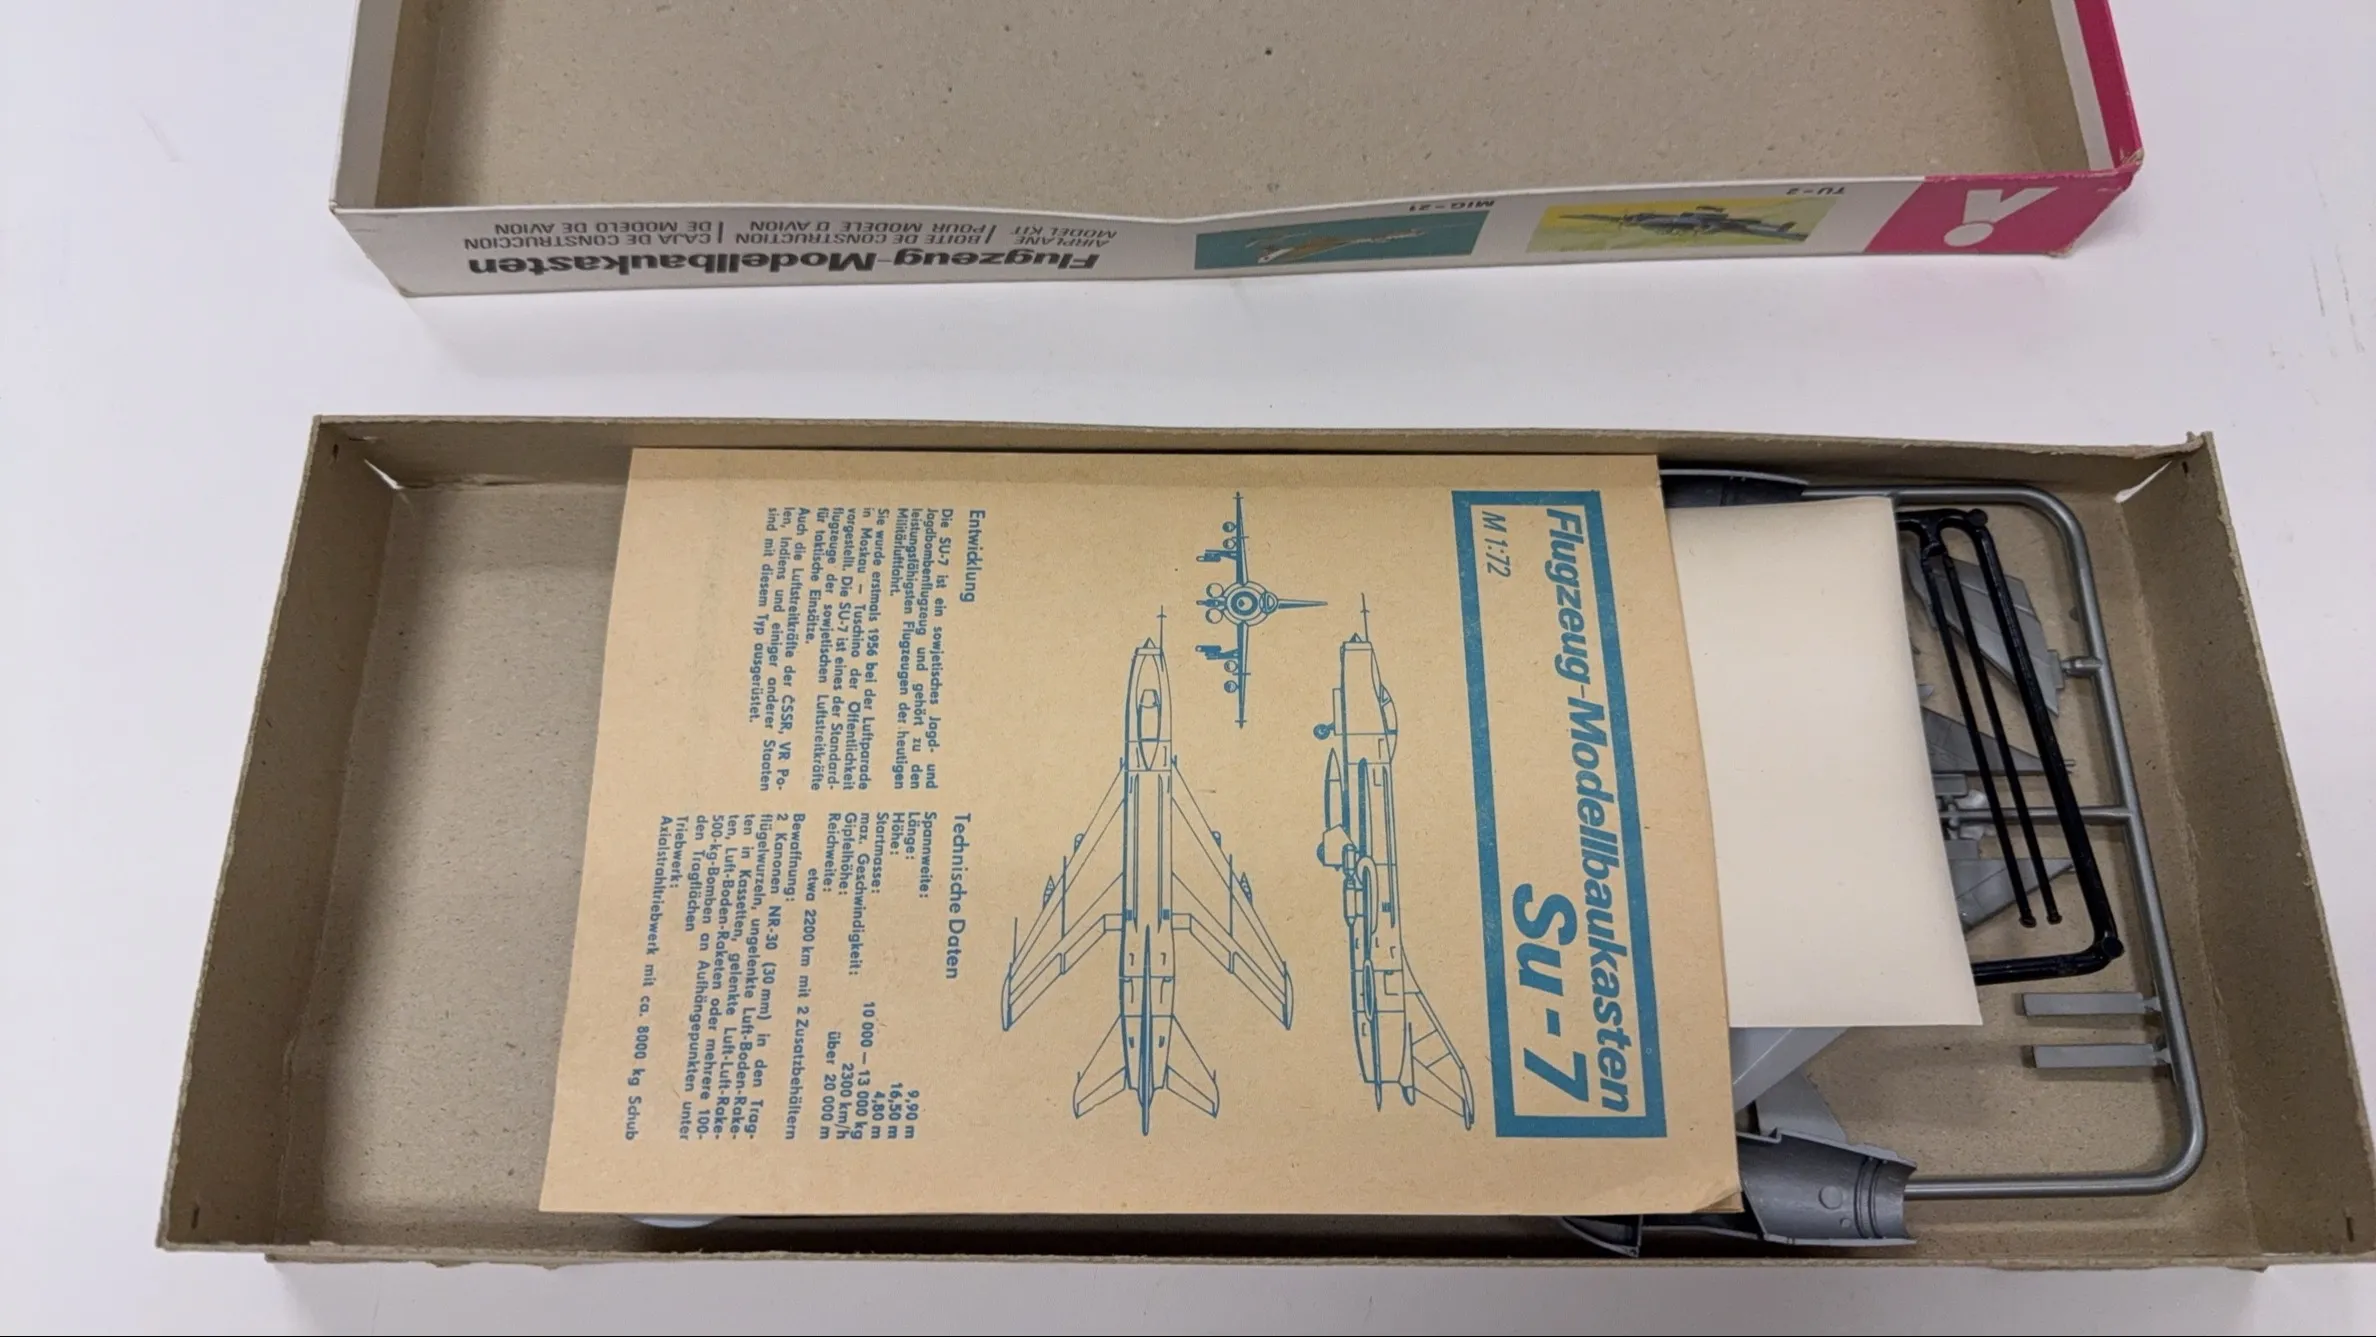 Flugzeug-Modellbaukasten
AIRPLANE MODEL KIT
BOITE DE CONSTRUCTION POUR MODELE D'AVION
CAJA DE CONSTRUCCION DE MODELO DE AVION
MIG-21
TU-2
Flugzeug-Modellbaukasten
M 1:72
Su-7
Entwicklung
Die SU-7 ist ein sowjetisches Jagd- und
Jagdbombenflugzeug und gehört zu den
leistungsfähigsten Flugzeugen der heutigen
Militärluftfahrt.
Sie wurde erstmals 1956 bei der Luftparade
in Moskau — Tuschino der Öffentlichkeit
vorgestellt. Die SU-7 ist eines der Standard-
flugzeuge der sowjetischen Luftstreitkräfte
für taktische Einsätze.
Auch die Luftstreitkräfte der ČSSR, VR Po-
len, Indiens und einiger anderer Staaten
sind mit diesem Typ ausgerüstet.
Technische Daten
Spannweite: 9,90 m
Länge: 16,50 m
Höhe: 4,80 m
Startmasse: 10 000 — 13 000 kg
max. Geschwindigkeit: 2300 km/h
Gipfelhöhe: über 20 000 m
Reichweite:
etwa 2200 km mit 2 Zusatzbehältern
Bewaffnung:
2 Kanonen NR-30 (30 mm) in den Trag-
flügelwurzeln, ungelenkte Luft-Boden-Rake-
ten in Kassetten, gelenkte Luft-Luft-Rake-
ten, Luft-Boden-Raketen oder mehrere 100-
500-kg-Bomben an Aufhängepunkten unter
den Tragflächen
Triebwerk:
Axialstrahltriebwerk mit ca. 8000 kg Schub